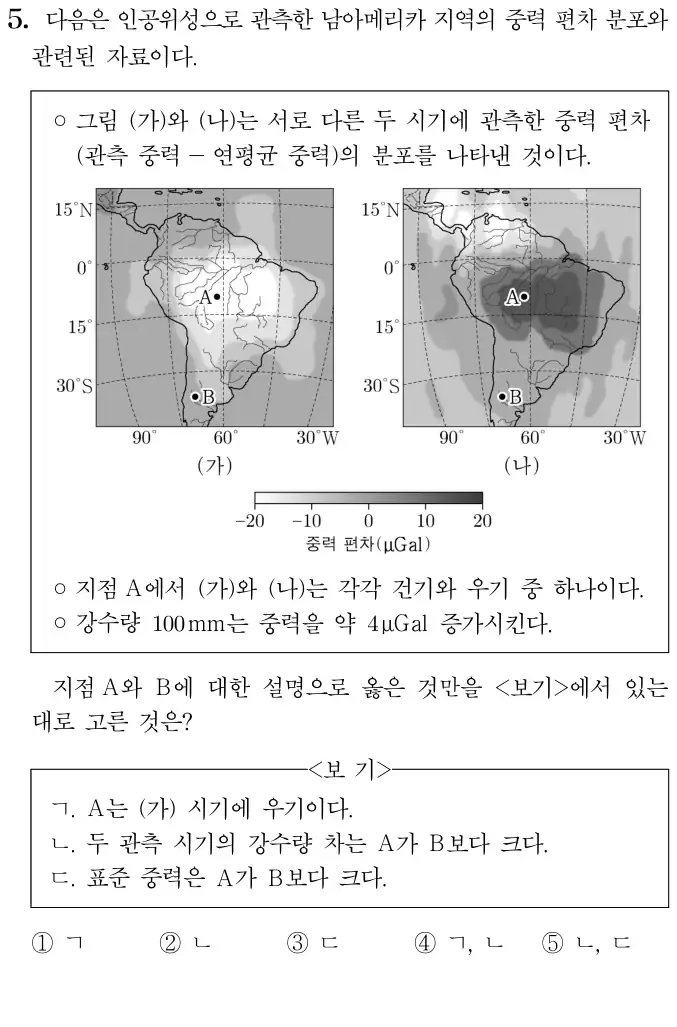 5. 다음은 인공위성으로 관측한 남아메리카 지역의 중력 편차 분포와
관련된 자료이다.
○ 그림 (가)와 (나)는 서로 다른 두 시기에 관측한 중력 편차
(관측 중력 - 연평균 중력)의 분포를 나타낸 것이다.
15°N
0°
15°
30°S
A
B
90° 60° 30°W
(가)
15°N
0°
15°
30°S
A
B
90° 60° 30°W
(나)
-20 -10 0 10 20
중력 편차(μGal)
○ 지점 A에서 (가)와 (나)는 각각 건기와 우기 중 하나이다.
○ 강수량 100mm는 중력을 약 4μGal 증가시킨다.
지점 A와 B에 대한 설명으로 옳은 것만을 <보기>에서 있는
대로 고른 것은?
<보 기>
ㄱ. A는 (가) 시기에 우기이다.
ㄴ. 두 관측 시기의 강수량 차는 A가 B보다 크다.
ㄷ. 표준 중력은 A가 B보다 크다.
① ㄱ ② ㄴ ③ ㄷ ④ ㄱ, ㄴ ⑤ ㄴ, ㄷ